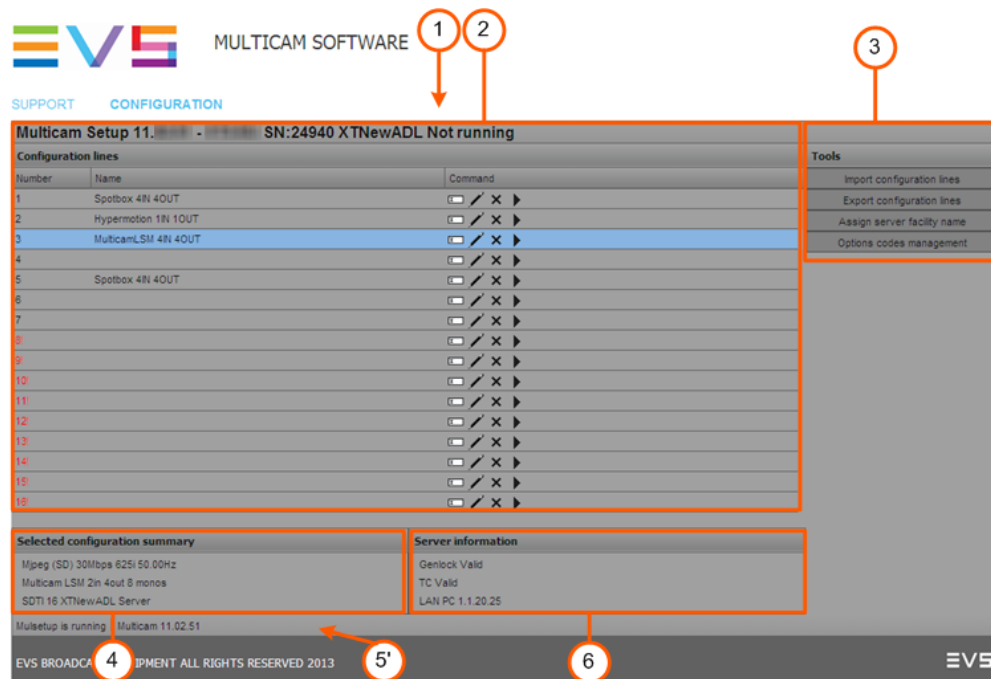 EVS
MULTICAM SOFTWARE
1
2
3
SUPPORT CONFIGURATION
Multicam Setup 11. - SN:24940 XTNewADL Not running
Configuration lines
Tools
Number Name Command
Import configuration lines
1 Spotbox 4IN 4OUT
Export configuration lines
2 Hypermotion 1IN 1OUT
Assign server facility name
3 MulticamLSM 4IN 4OUT
Options codes management
4
5 Spotbox 4IN 4OUT
6
7
8!
9!
10!
11!
12!
13!
14!
15!
16!
Selected configuration summary
Server information
Mjpeg (SD) 30Mbps 625i 50.00Hz
Genlock Valid
Multicam LSM 2in 4out 8 monos
TC Valid
SDTI 16 XTNewADL Server
LAN PC 1.1.20.25
Mulsetup is running Multicam 11.02.51
4
5'
6
EVS BROADCA IPMENT ALL RIGHTS RESERVED 2013
EVS